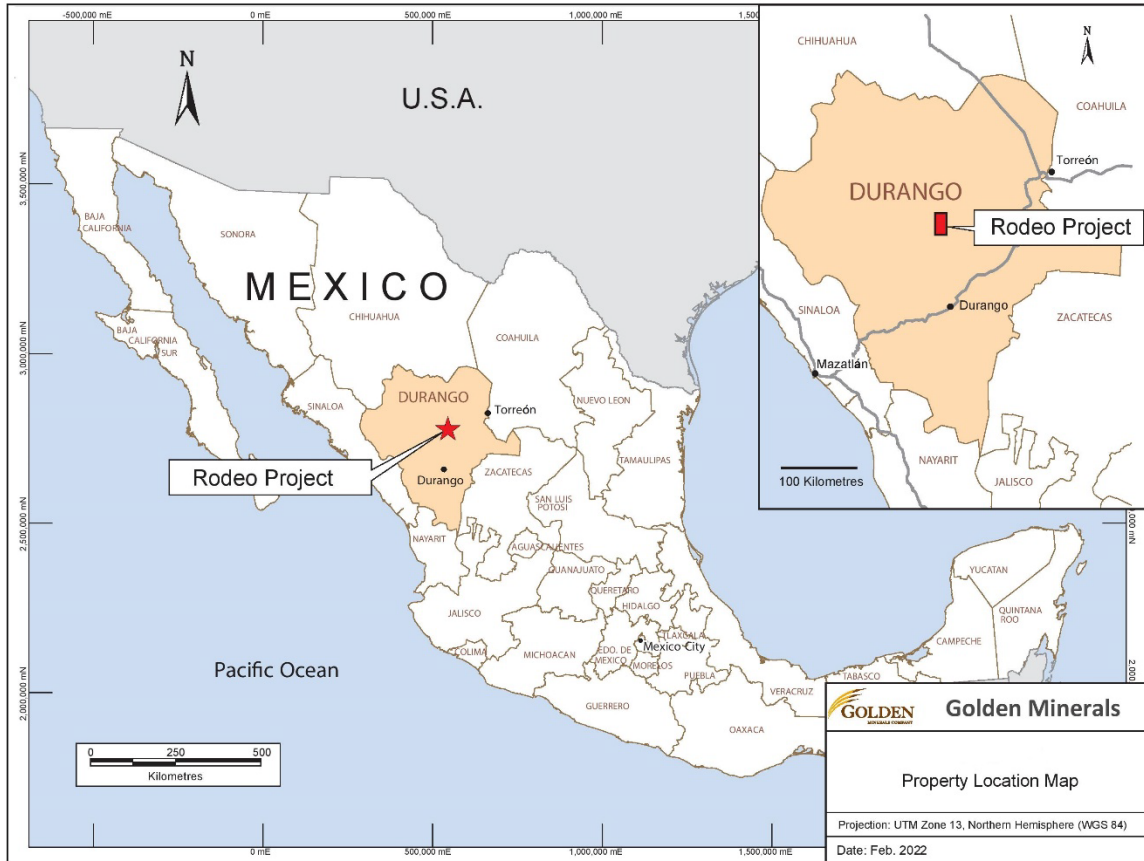 -500,000 mE
0 mE
500,000 mE
1,000,000 mE
1,50
N
U.S.A.
3,500,000 mN
3,000,000 mN
2,500,000 mN
2,000,000 mN
BAJA
CALIFORNIA
SONORA
MEXICO
CHIHUAHUA
COAHUILA
BAJA
CALIFORNIA
SUR
SINALOA
DURANGO
Torreón
NUEVO LEON
Rodeo Project
Durango
ZACATECAS
TAMAULIPAS
SAN LUIS
POTOSI
NAYARIT
AGUASCALIENTES
GUANAJUATO
QUERETARO
HIDALGO
JALISCO
TLAXCALA
Mexico City
COLIMA
MICHOACAN
EDO. DE
MEXICO
MORELOS
PUEBLA
Pacific Ocean
GUERRERO
VERACRUZ
OAXACA
TABASCO
CAMPECHE
YUCATAN
QUINTANA
ROO
0 250 500
Kilometres
0 mE
500,000 mE
1,000,000 mE
1,500,000 mE
CHIHUAHUA
N
COAHUILA
Torreón
DURANGO
Rodeo Project
SINALOA
Durango
ZACATECAS
Mazatlán
NAYARIT
JALISCO
100 Kilometres
GOLDEN
MINERALS COMPANY
Golden Minerals
Property Location Map
Projection: UTM Zone 13, Northern Hemisphere (WGS 84)
Date: Feb. 2022